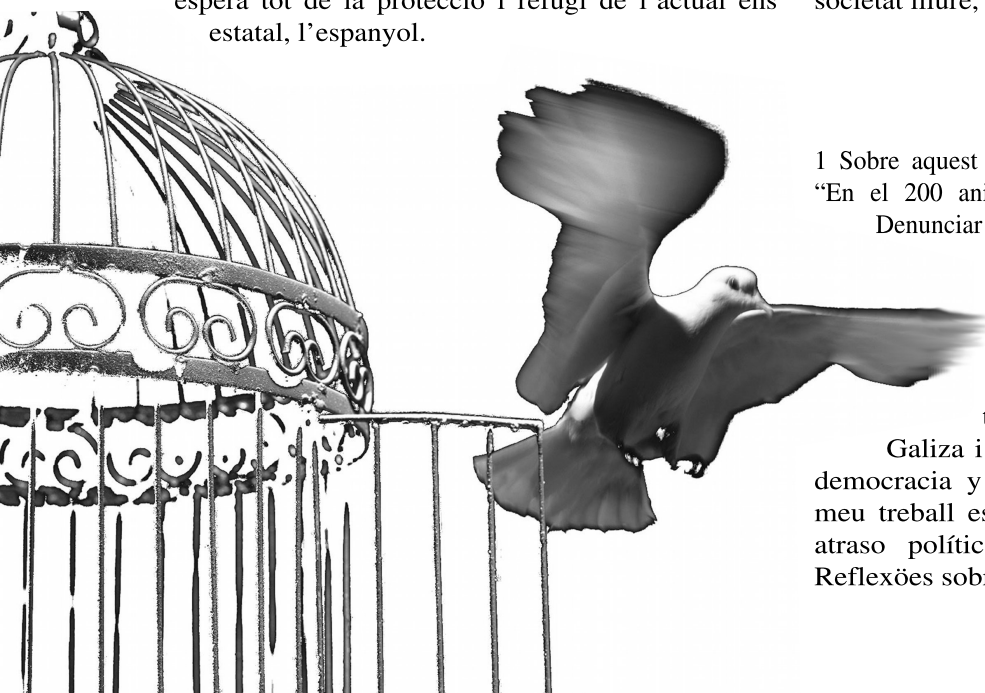 espera tot de la protecció i refugi de l'actual ens
estatal, l'espanyol.
societat lliure,
1 Sobre aquest
“En el 200 ani
Denunciar
t
Galiza i
democracia y
meu treball es
atraso polític
Reflexöes sobr